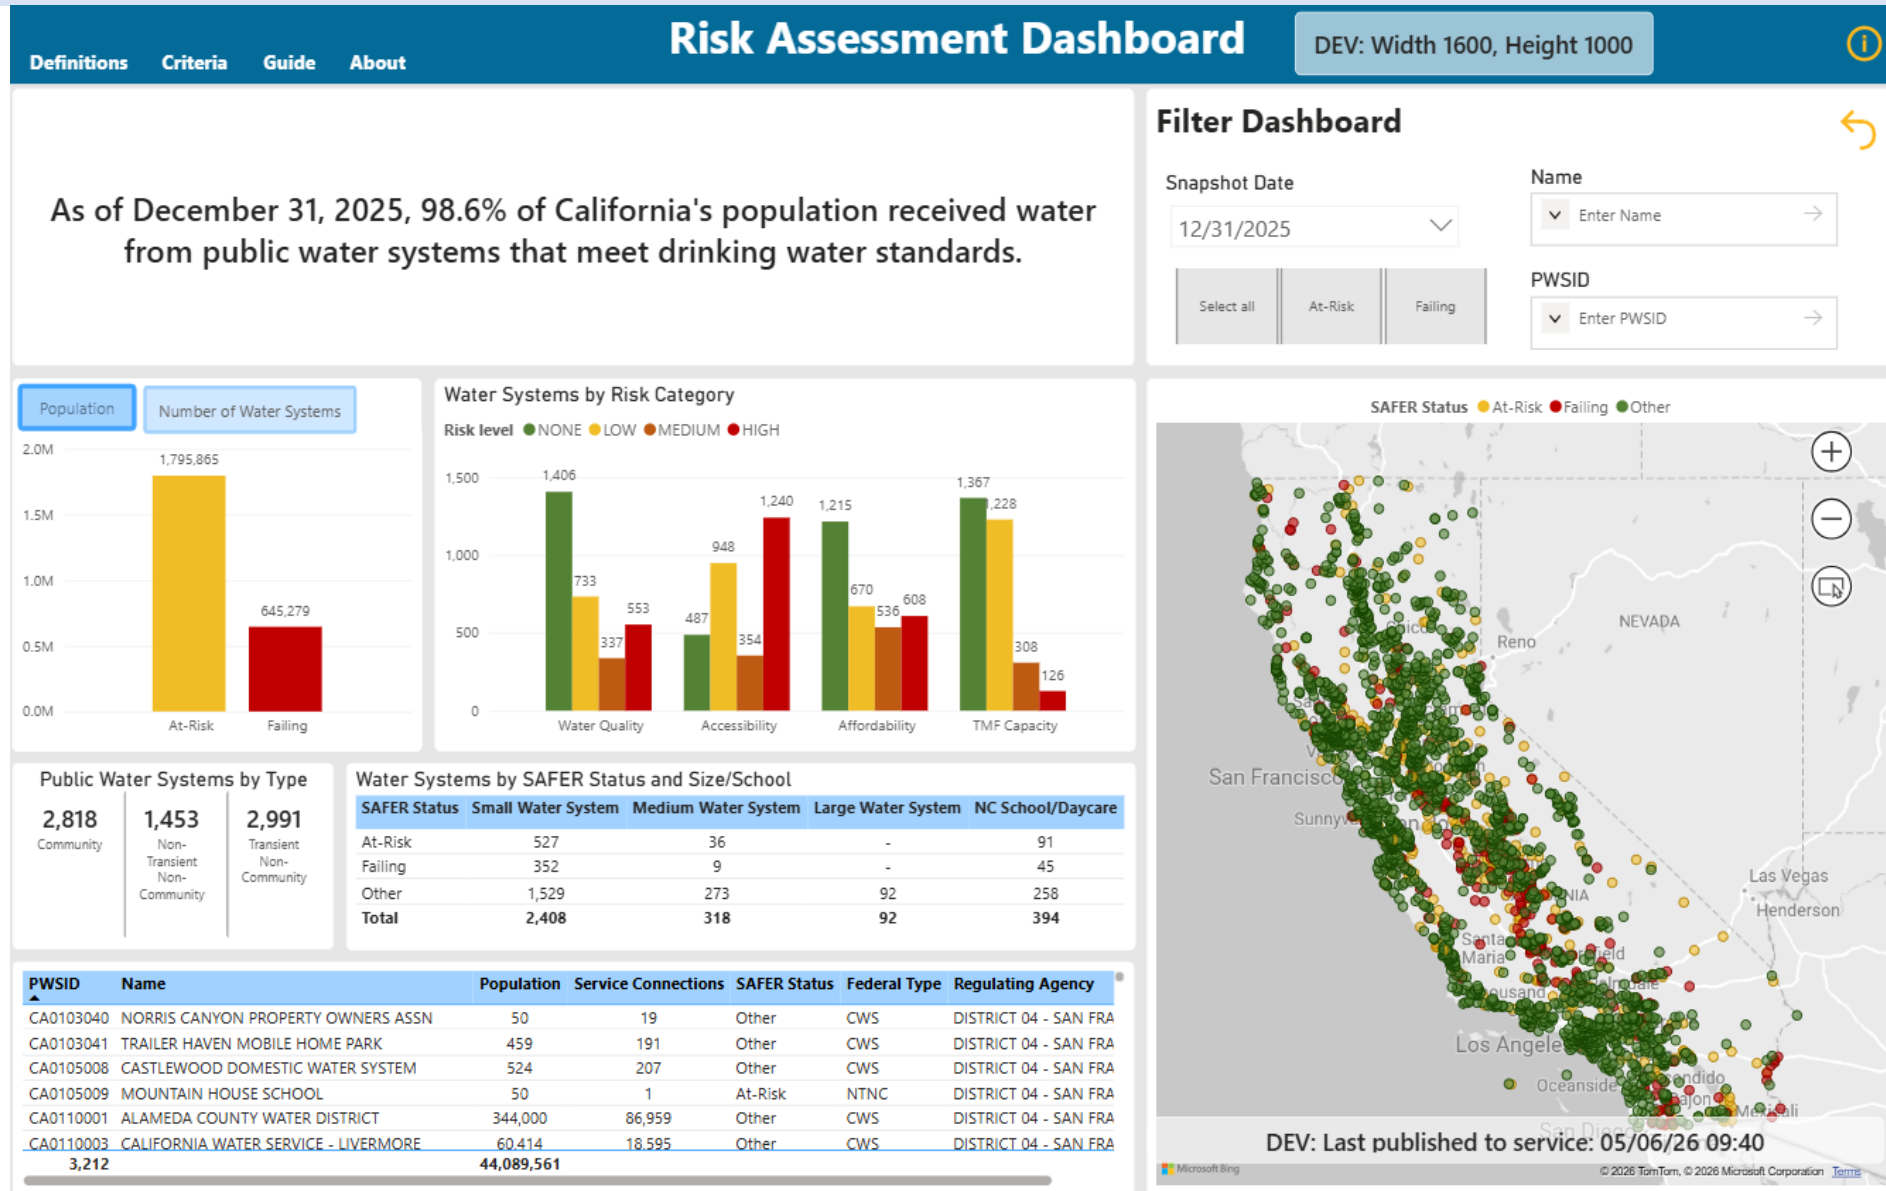 Risk Assessment Dashboard
DEV: Width 1600, Height 1000
Definitions Criteria Guide About
As of December 31, 2025, 98.6% of California's population received water
from public water systems that meet drinking water standards.
Filter Dashboard
Snapshot Date
12/31/2025
Select all At-Risk Failing
Name
Enter Name
PWSID
Enter PWSID
Population Number of Water Systems
2.0M
1.5M
1.0M
0.5M
0.0M
1,795,865
645,279
At-Risk Failing
Water Systems by Risk Category
Risk level NONE LOW MEDIUM HIGH
1,500
1,000
500
0
1,406 733 337 553
487 948 354 1,240
1,215 670 536 608
1,367 ,228 308 126
Water Quality Accessibility Affordability TMF Capacity
Public Water Systems by Type
2,818
Community
1,453
Non-
Transient
Non-
Community
2,991
Transient
Non-
Community
Water Systems by SAFER Status and Size/School
SAFER Status Small Water System Medium Water System Large Water System NC School/Daycare
At-Risk 527 36 - 91
Failing 352 9 - 45
Other 1,529 273 92 258
Total 2,408 318 92 394
PWSID Name Population Service Connections SAFER Status Federal Type Regulating Agency
CA0103040 NORRIS CANYON PROPERTY OWNERS ASSN 50 19 Other CWS DISTRICT 04 - SAN FRA
CA0103041 TRAILER HAVEN MOBILE HOME PARK 459 191 Other CWS DISTRICT 04 - SAN FRA
CA0105008 CASTLEWOOD DOMESTIC WATER SYSTEM 524 207 Other CWS DISTRICT 04 - SAN FRA
CA0105009 MOUNTAIN HOUSE SCHOOL 50 1 At-Risk NTNC DISTRICT 04 - SAN FRA
CA0110001 ALAMEDA COUNTY WATER DISTRICT 344,000 86,959 Other CWS DISTRICT 04 - SAN FRA
CA0110003 CALIFORNIA WATER SERVICE - LIVERMORE 60,414 18,595 Other CWS DISTRICT 04 - SAN FRA
3,212 44,089,561
SAFER Status At-Risk Failing Other
NEVADA
Reno
San Francisco
Las Vegas
Henderson
Santa
Maria
Los Angele
Oceanside
Mexicali
San Diego
DEV: Last published to service: 05/06/26 09:40
Microsoft Bing
© 2026 TomTom, © 2026 Microsoft Corporation Terms